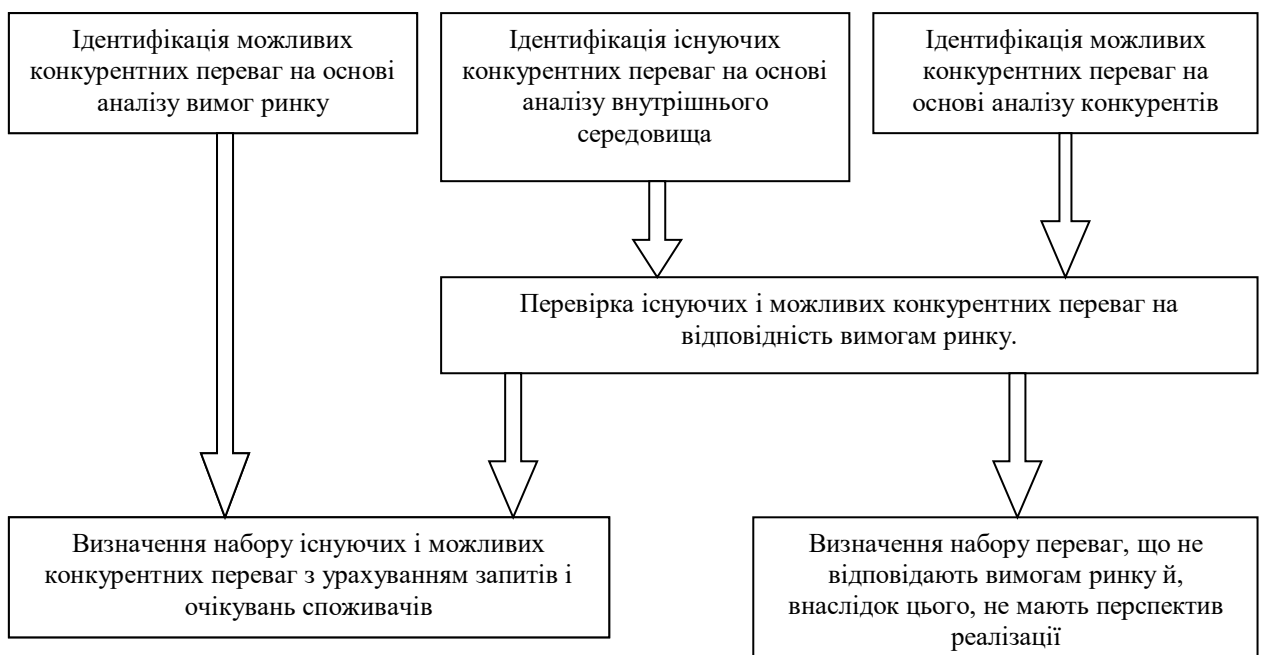 Ідентифікація можливих
конкурентних переваг на основі
аналізу вимог ринку
Ідентифікація існуючих
конкурентних переваг на основі
аналізу внутрішнього
середовища
Ідентифікація можливих
конкурентних переваг на
основі аналізу конкурентів
Перевірка існуючих і можливих конкурентних переваг на
відповідність вимогам ринку.
Визначення набору існуючих і можливих
конкурентних переваг з урахуванням запитів і
очікувань споживачів
Визначення набору переваг, що не
відповідають вимогам ринку й,
внаслідок цього, не мають перспектив
реалізації